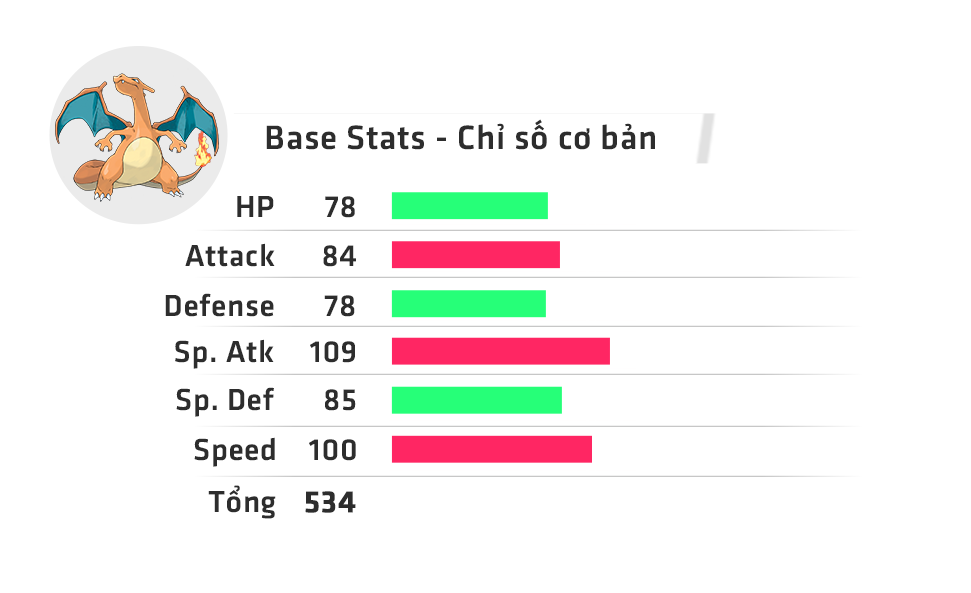 Base Stats - Chỉ số cơ bản
HP 78
Attack 84
Defense 78
Sp. Atk 109
Sp. Def 85
Speed 100
Tổng 534